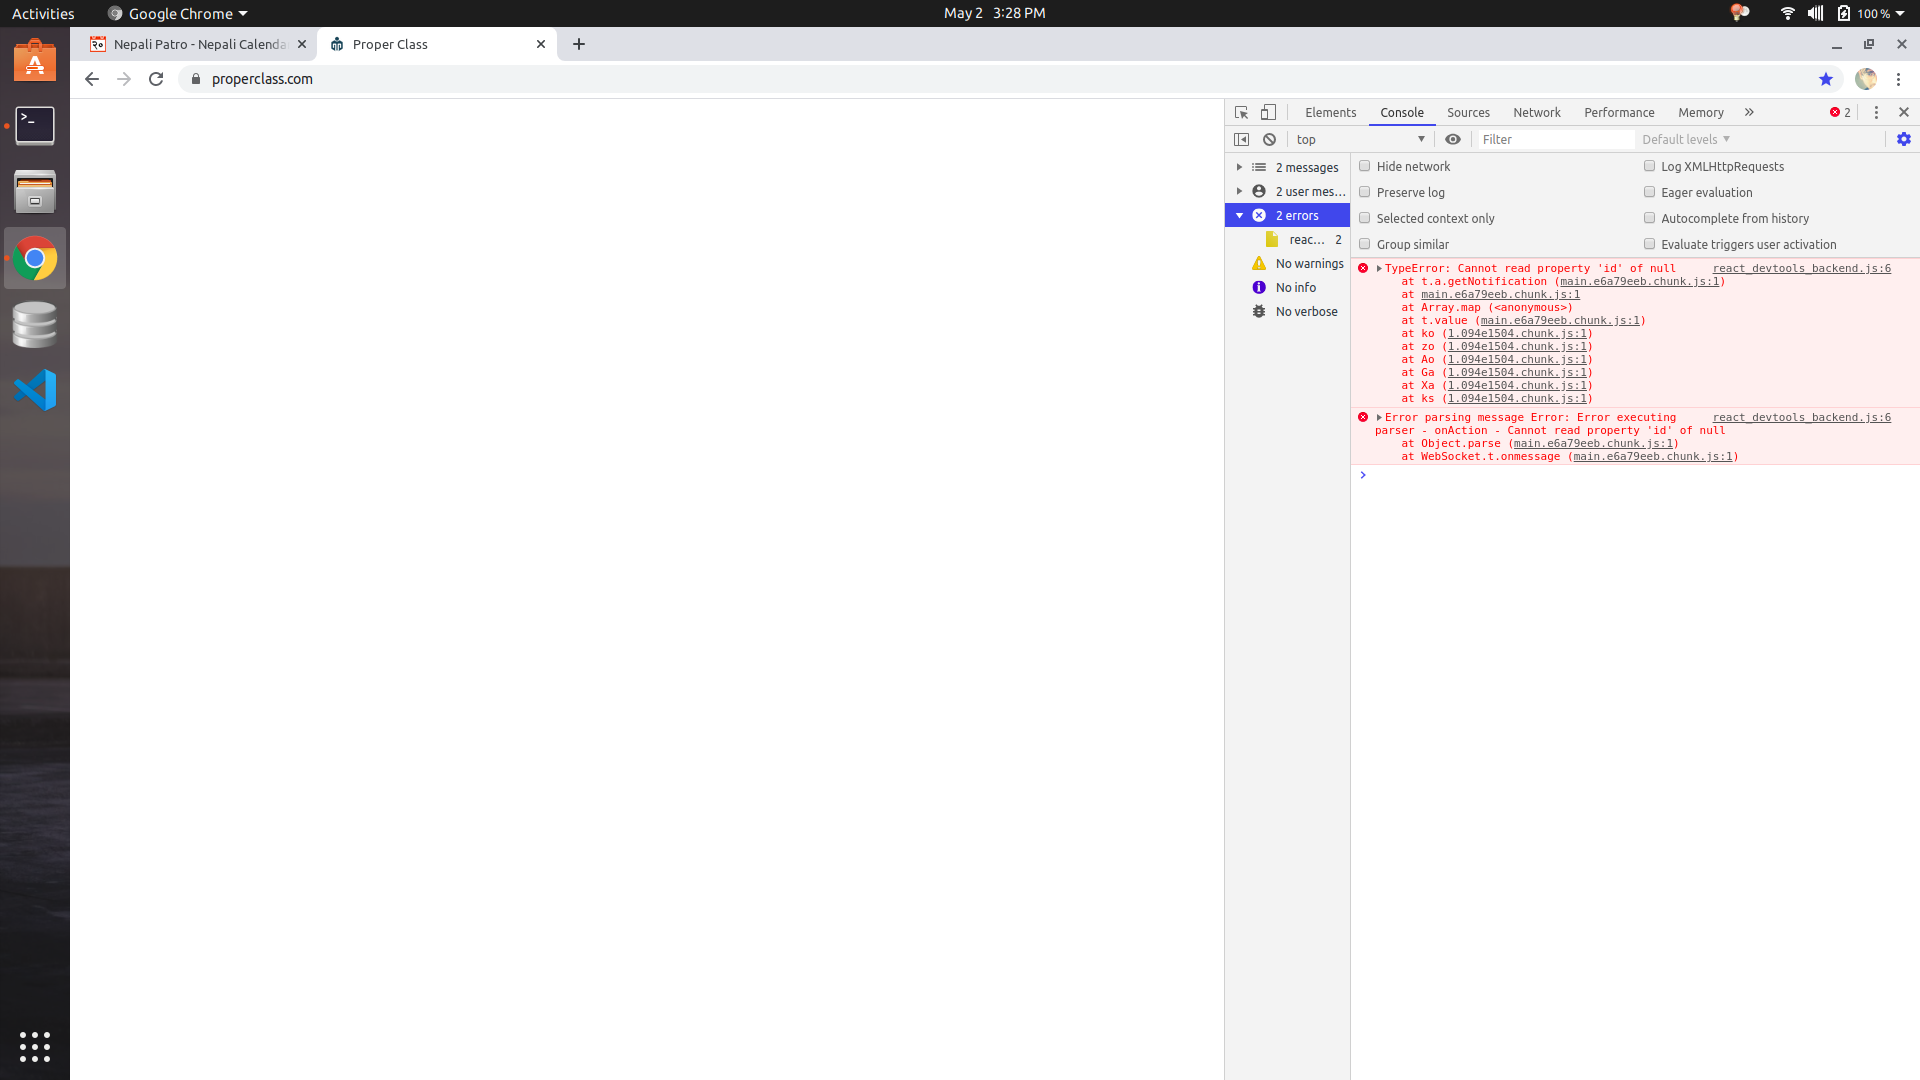 Activities
Google Chrome
May 2 3:28 PM
100 %
Nepali Patro - Nepali Calenda
Proper Class
properclass.com
Elements
Console
Sources
Network
Performance
Memory
2
top
Filter
Default levels
2 messages
2 user mes…
2 errors
reac… 2
No warnings
No info
No verbose
Hide network
Log XMLHttpRequests
Preserve log
Eager evaluation
Selected context only
Autocomplete from history
Group similar
Evaluate triggers user activation
TypeError: Cannot read property 'id' of null react_devtools_backend.js:6
at t.a.getNotification (main.e6a79eeb.chunk.js:1)
at main.e6a79eeb.chunk.js:1
at Array.map (<anonymous>)
at t.value (main.e6a79eeb.chunk.js:1)
at ko (1.094e1504.chunk.js:1)
at zo (1.094e1504.chunk.js:1)
at Ao (1.094e1504.chunk.js:1)
at Ga (1.094e1504.chunk.js:1)
at Xa (1.094e1504.chunk.js:1)
at ks (1.094e1504.chunk.js:1)
Error parsing message Error: Error executing react_devtools_backend.js:6
parser - onAction - Cannot read property 'id' of null
at Object.parse (main.e6a79eeb.chunk.js:1)
at WebSocket.t.onmessage (main.e6a79eeb.chunk.js:1)